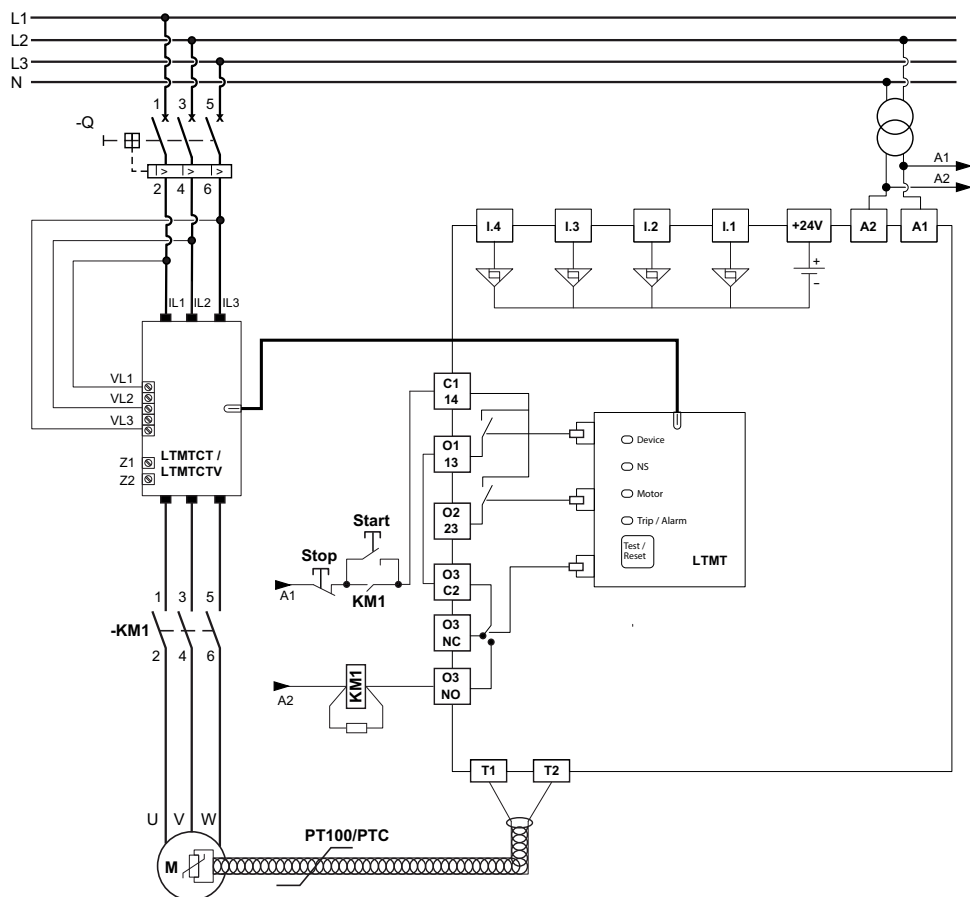 L1
L2
L3
N
1 3 5
-Q
I> I> I>
2 4 6
A1
A2
I.4 I.3 I.2 I.1 +24V A2 A1
+
–
IL1 IL2 IL3
VL1
VL2
VL3
LTMTCT /
LTMTCTV
Z1
Z2
C1
14
O1
13
O2
23
O3
C2
O3
NC
O3
NO
Device
NS
Motor
Trip / Alarm
Test /
Reset
LTMT
Start
Stop
A1
KM1
KM1
A2
1 3 5
-KM1
2 4 6
T1 T2
U V W
PT100/PTC
M